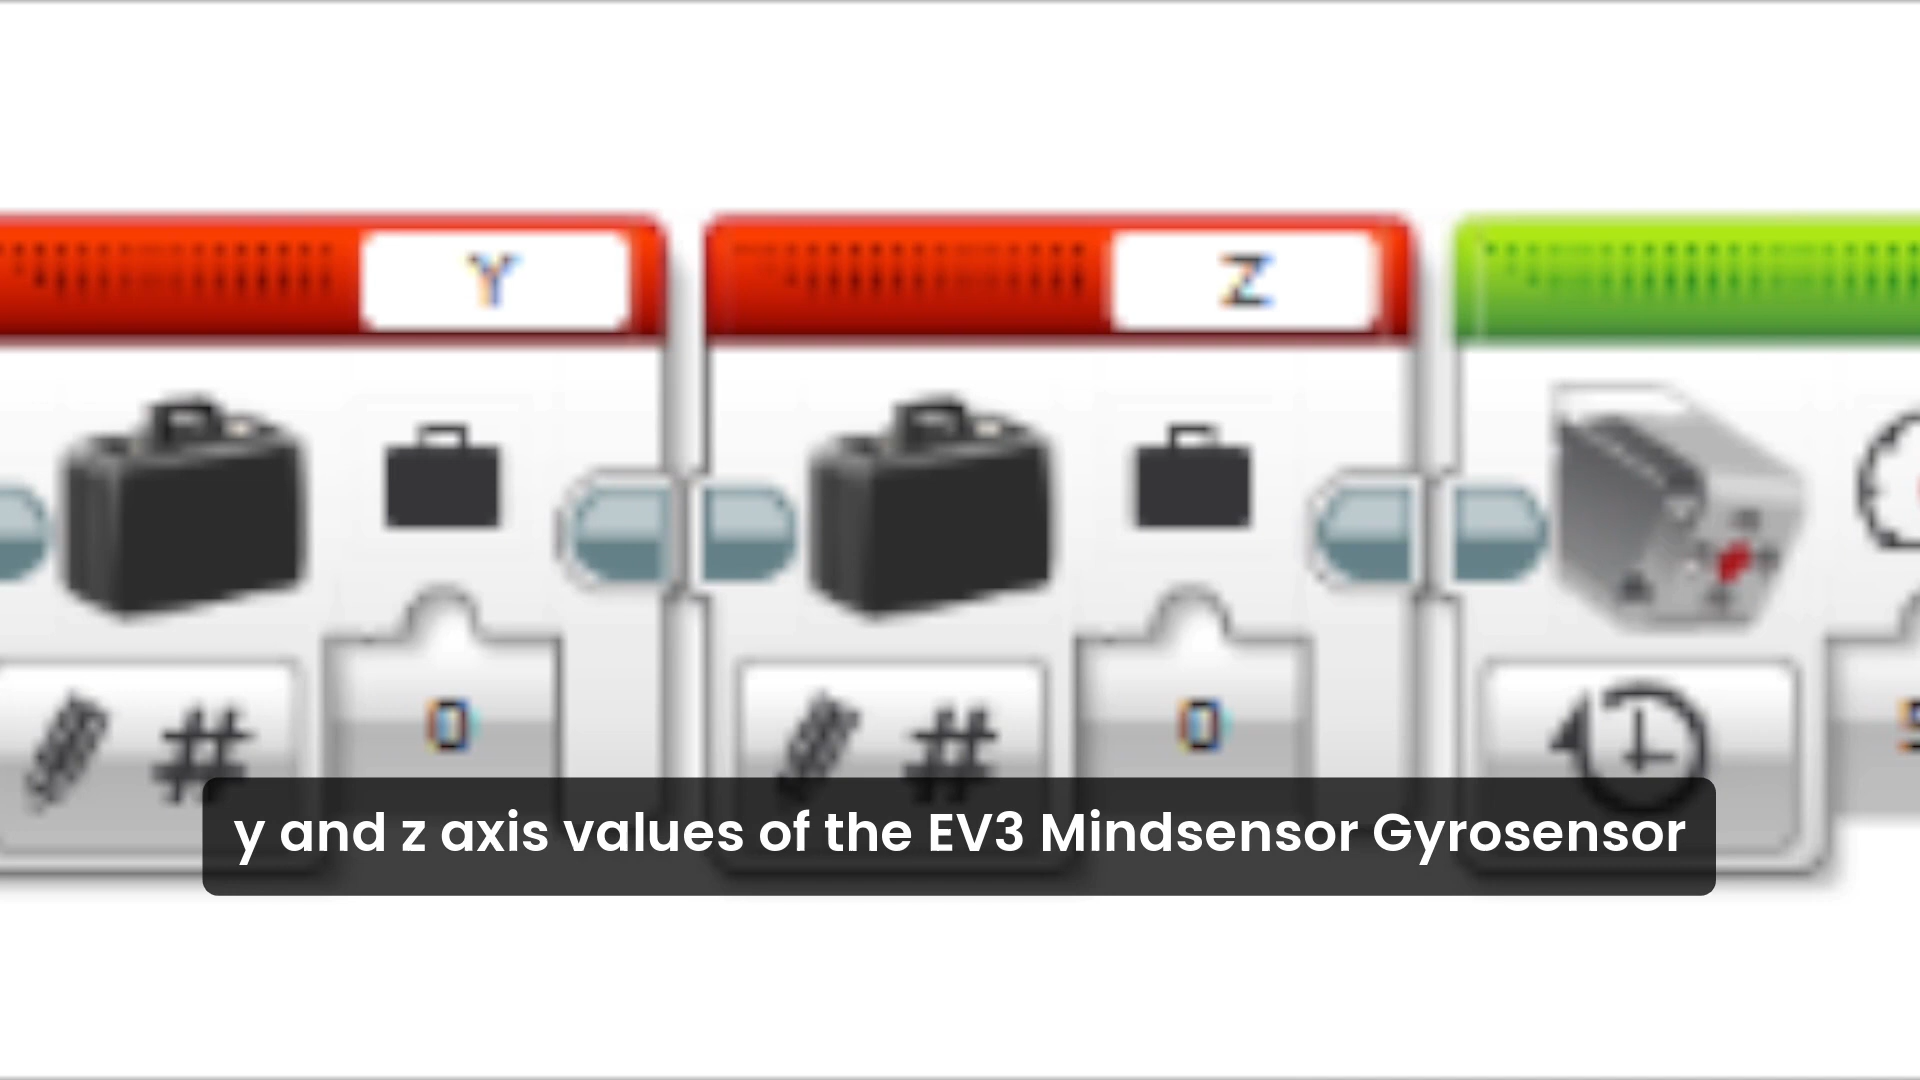 Y
Z
#
0
#
0
y and z axis values of the EV3 Mindsensor Gyrosensor